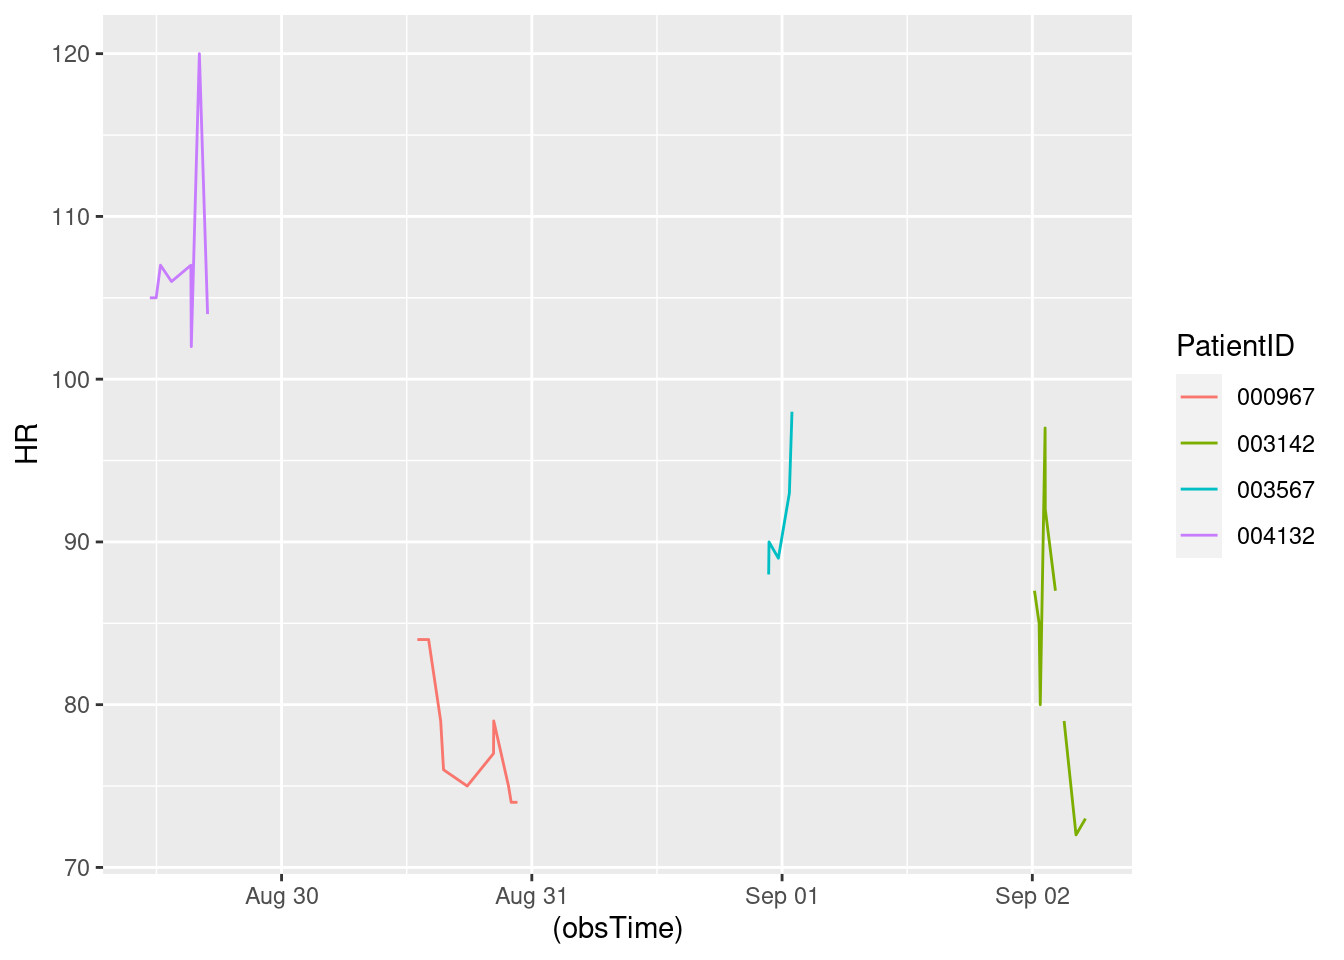 120
110
100
90
80
70
HR
Aug 30
Aug 31
Sep 01
Sep 02
(obsTime)
PatientID
000967
003142
003567
004132